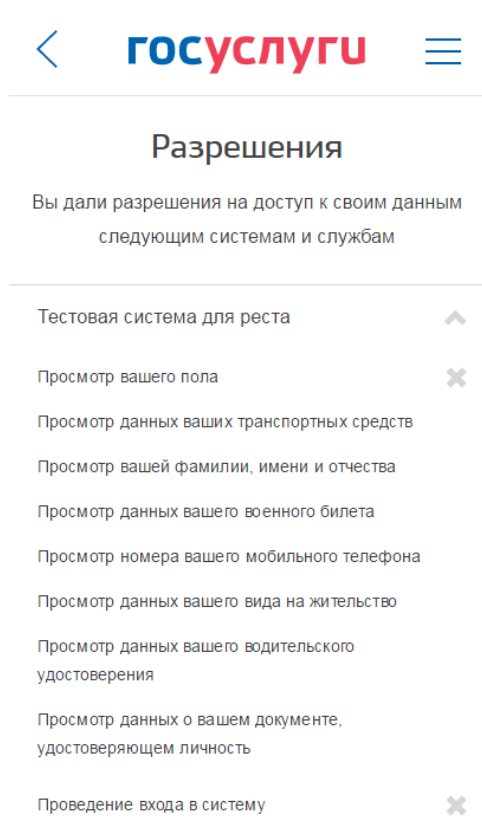 госуслуги
Разрешения
Вы дали разрешения на доступ к своим данным
следующим системам и службам
Тестовая система для реста
Просмотр вашего пола
Просмотр данных ваших транспортных средств
Просмотр вашей фамилии, имени и отчества
Просмотр данных вашего военного билета
Просмотр номера вашего мобильного телефона
Просмотр данных вашего вида на жительство
Просмотр данных вашего водительского
удостоверения
Просмотр данных о вашем документе,
удостоверяющем личность
Проведение входа в систему